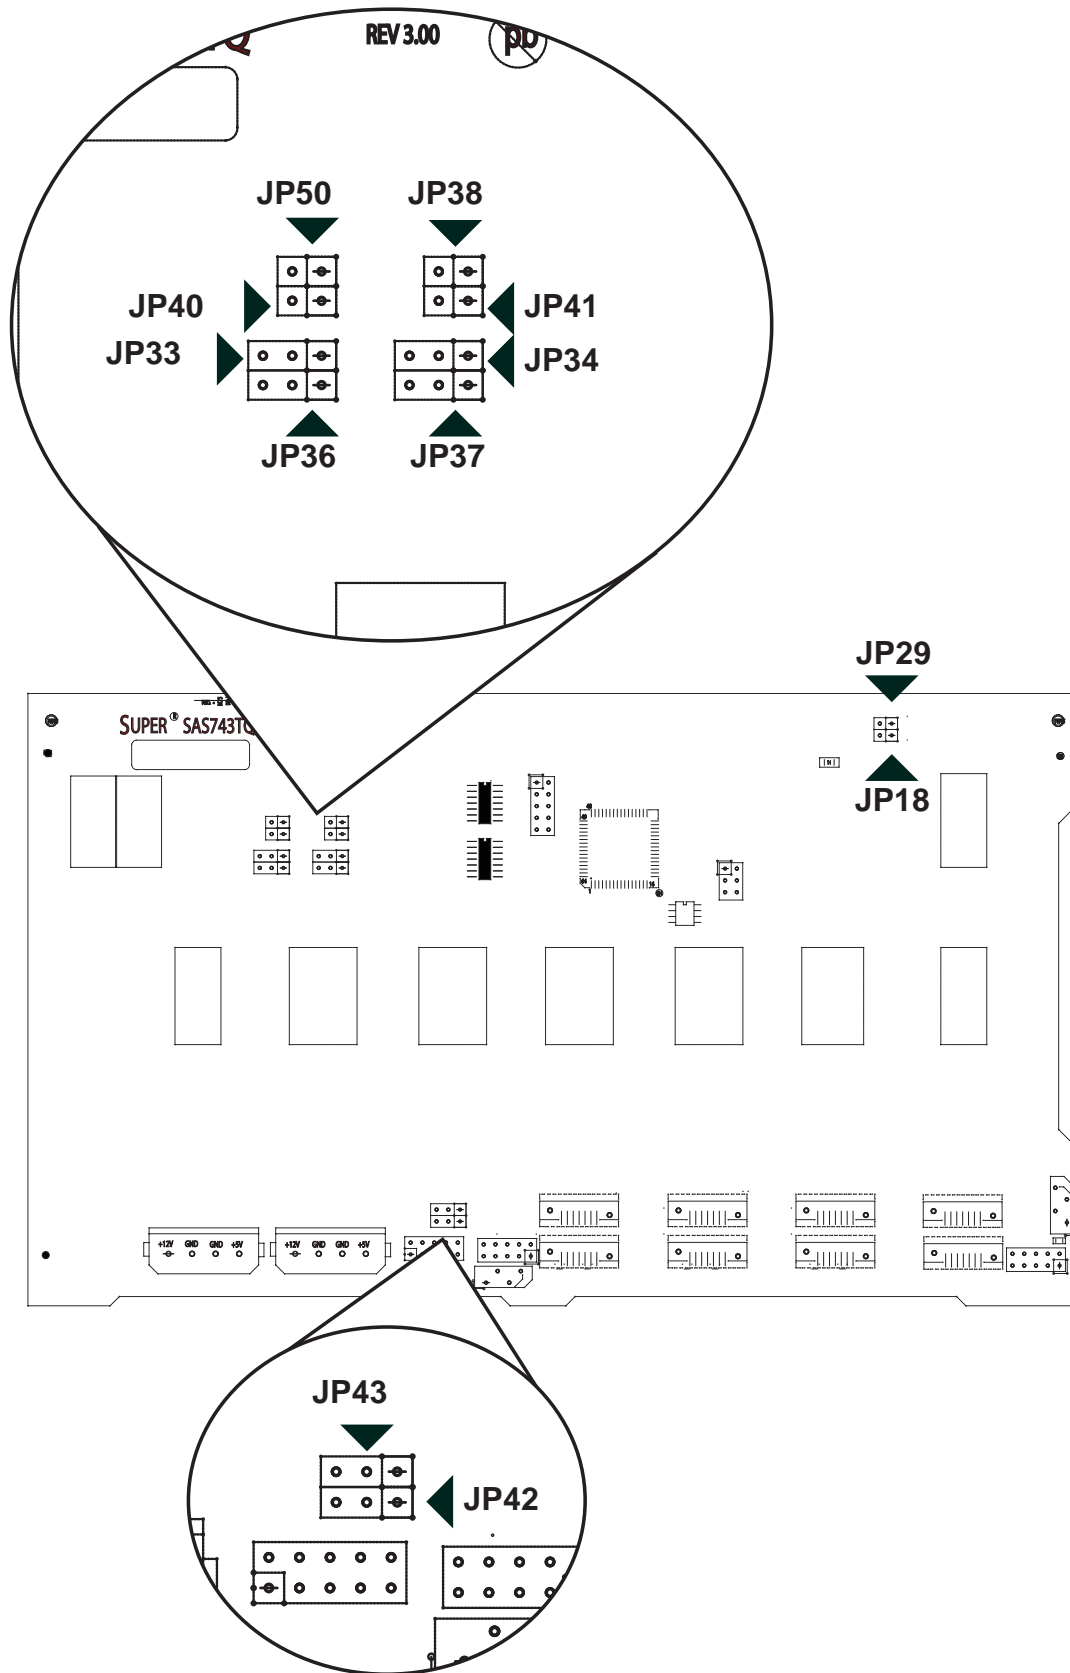 Q REV 3.00 pb
JP50 JP38
JP40 JP41
JP33 JP34
JP36 JP37
JP29
SUPER® SAS743TQ
JP18
+12V GND GND +5V +12V GND GND +5V
JP43
JP42